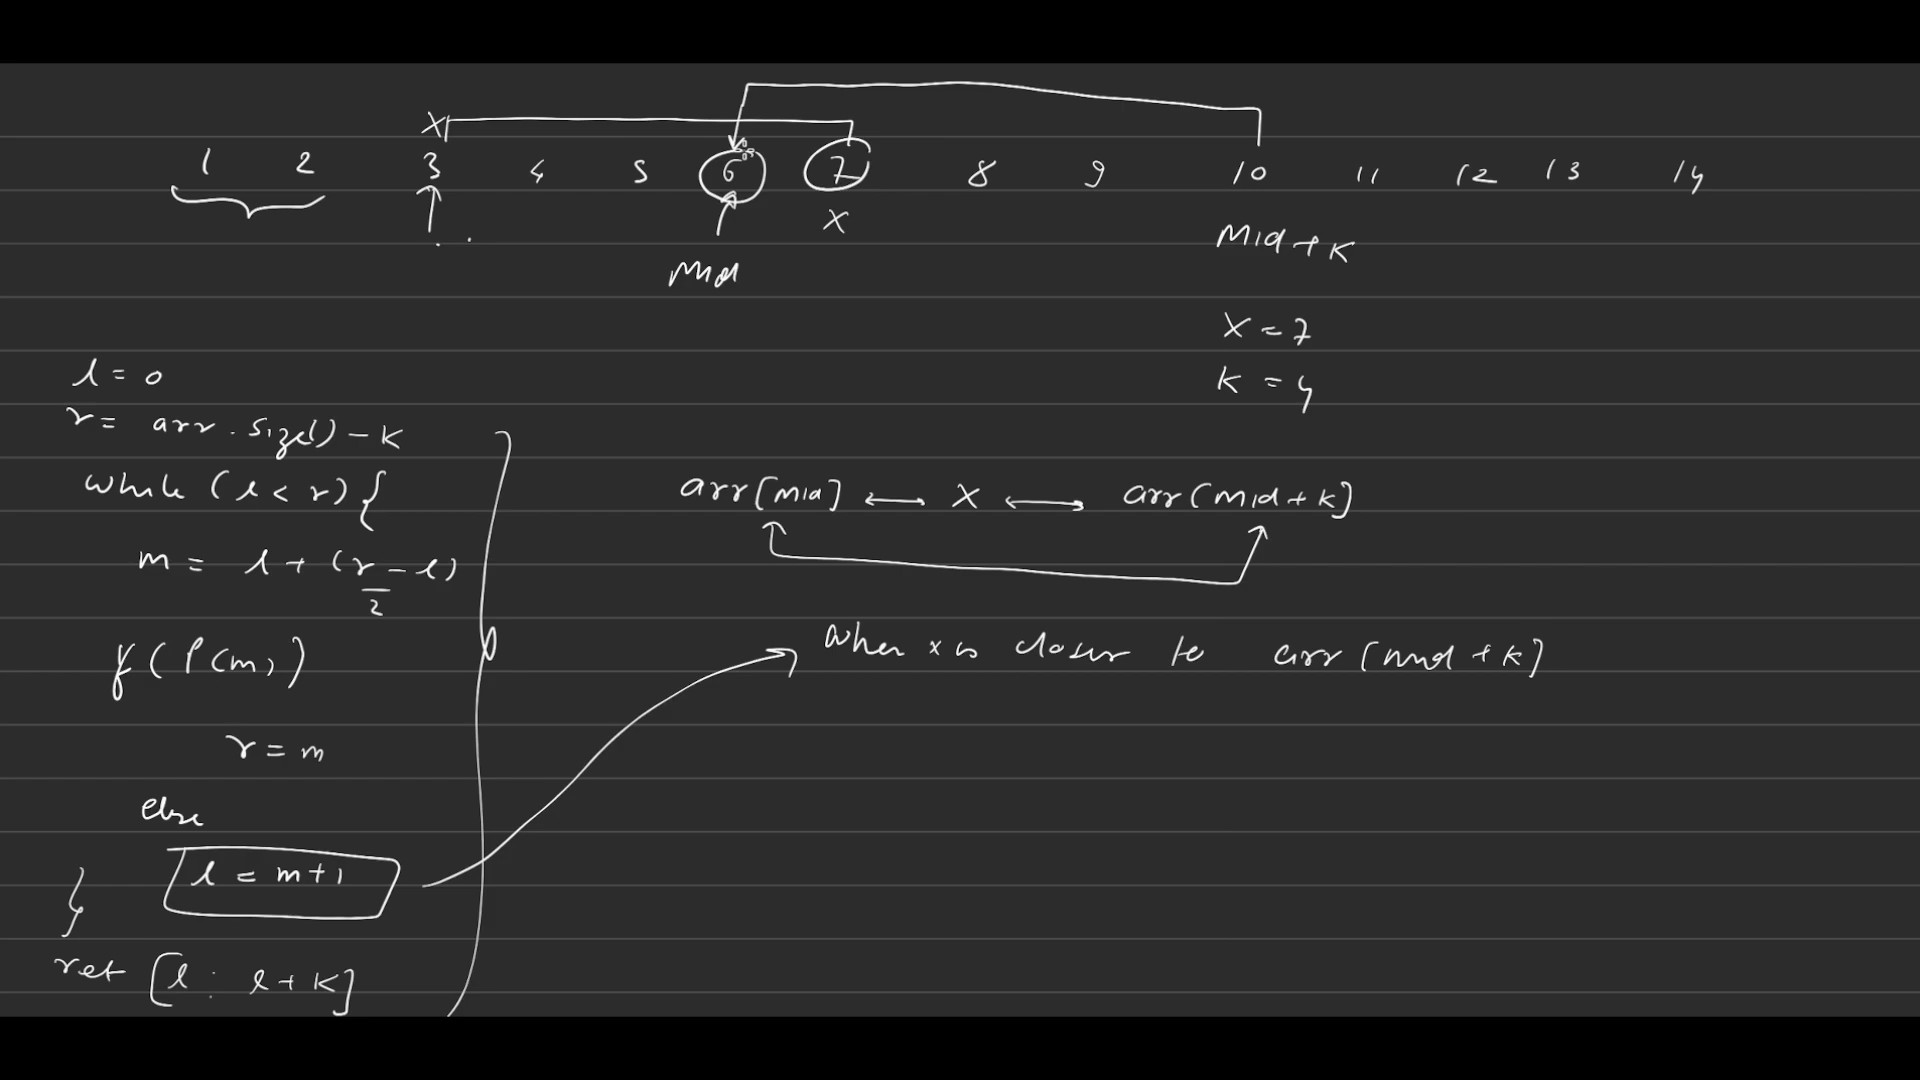 X
1 2 3 4 5 6 7 8 9 10 11 12 13 14
X
Mid
Mid + K
X = 7
K = 4
l = 0
r = arr.size() - K
while (l < r) {
m = l + (r - l)
2
if (P(m))
r = m
else
l = m + 1
}
ret [l : l + K]
arr[mid] ⟷ X ⟷ arr[mid + K]
when x is closer to arr[mid + K]